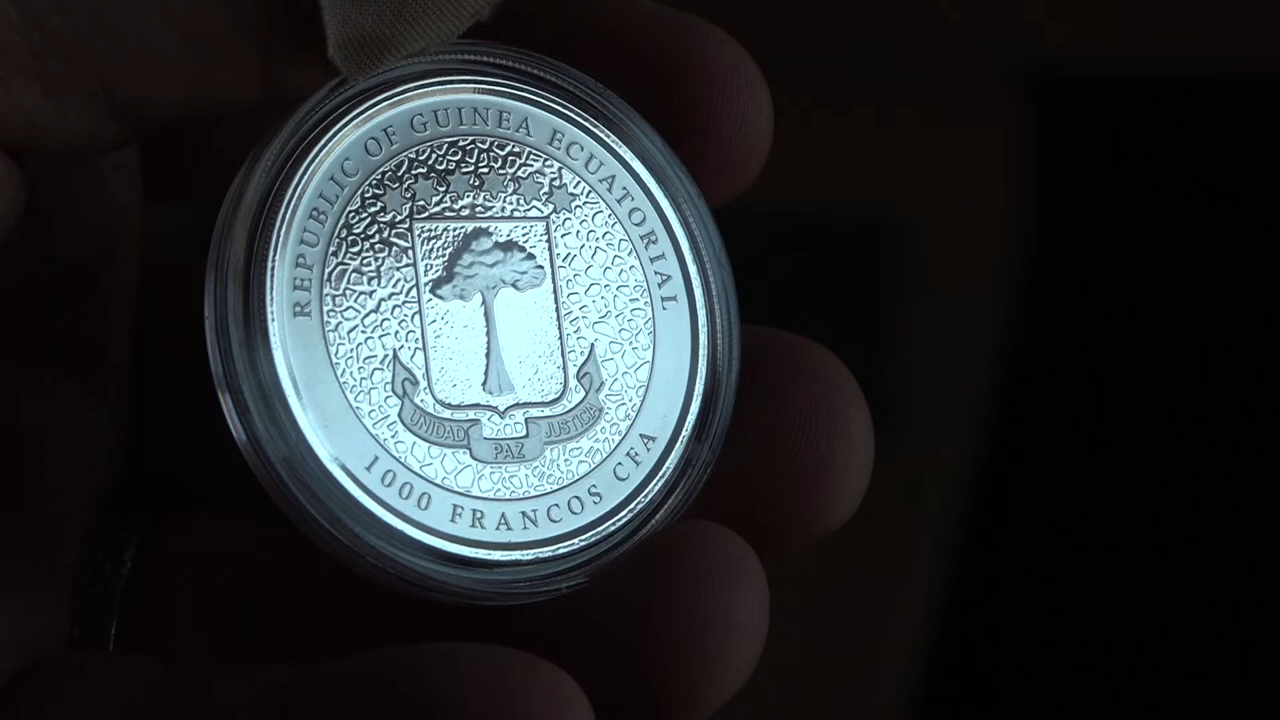 REPUBLIC OF GUINEA ECUATORIAL
UNIDAD PAZ JUSTICIA
1000 FRANCOS CFA